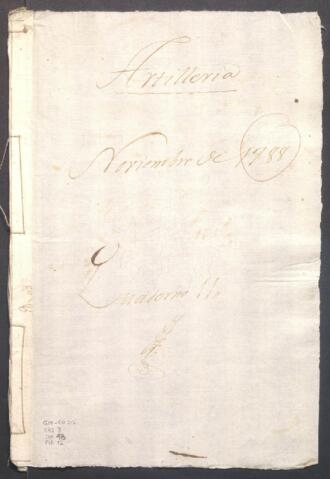 Artilleria
Noviembre de 1788
Quaderno 11